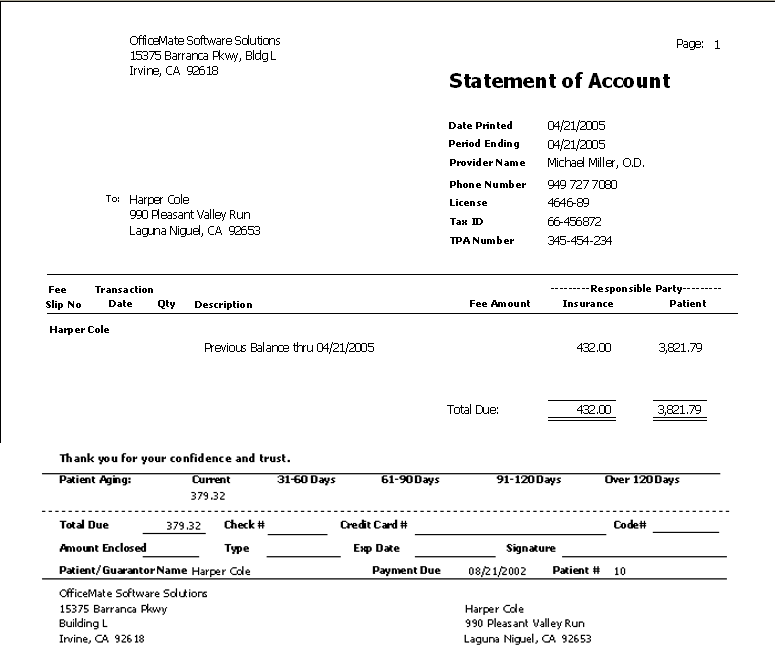 OfficeMate Software Solutions
15375 Barranca Pkwy, Bldg L
Irvine, CA 92618
Page: 1
Statement of Account
Date Printed 04/21/2005
Period Ending 04/21/2005
Provider Name Michael Miller, O.D.
Phone Number 949 727 7080
License 4646-89
Tax ID 66-456872
TPA Number 345-454-234
To: Harper Cole
990 Pleasant Valley Run
Laguna Niguel, CA 92653
Fee Transaction ---------Responsible Party---------
Slip No Date Qty Description Fee Amount Insurance Patient
Harper Cole
Previous Balance thru 04/21/2005 432.00 3,821.79
Total Due: 432.00 3,821.79
Thank you for your confidence and trust.
Patient Aging: Current 31-60 Days 61-90 Days 91-120 Days Over 120 Days
379.32
Total Due 379.32 Check # Credit Card # Code#
Amount Enclosed Type Exp Date Signature
Patient/Guarantor Name Harper Cole Payment Due 08/21/2002 Patient # 10
OfficeMate Software Solutions
15375 Barranca Pkwy Harper Cole
Building L 990 Pleasant Valley Run
Irvine, CA 92618 Laguna Niguel, CA 92653